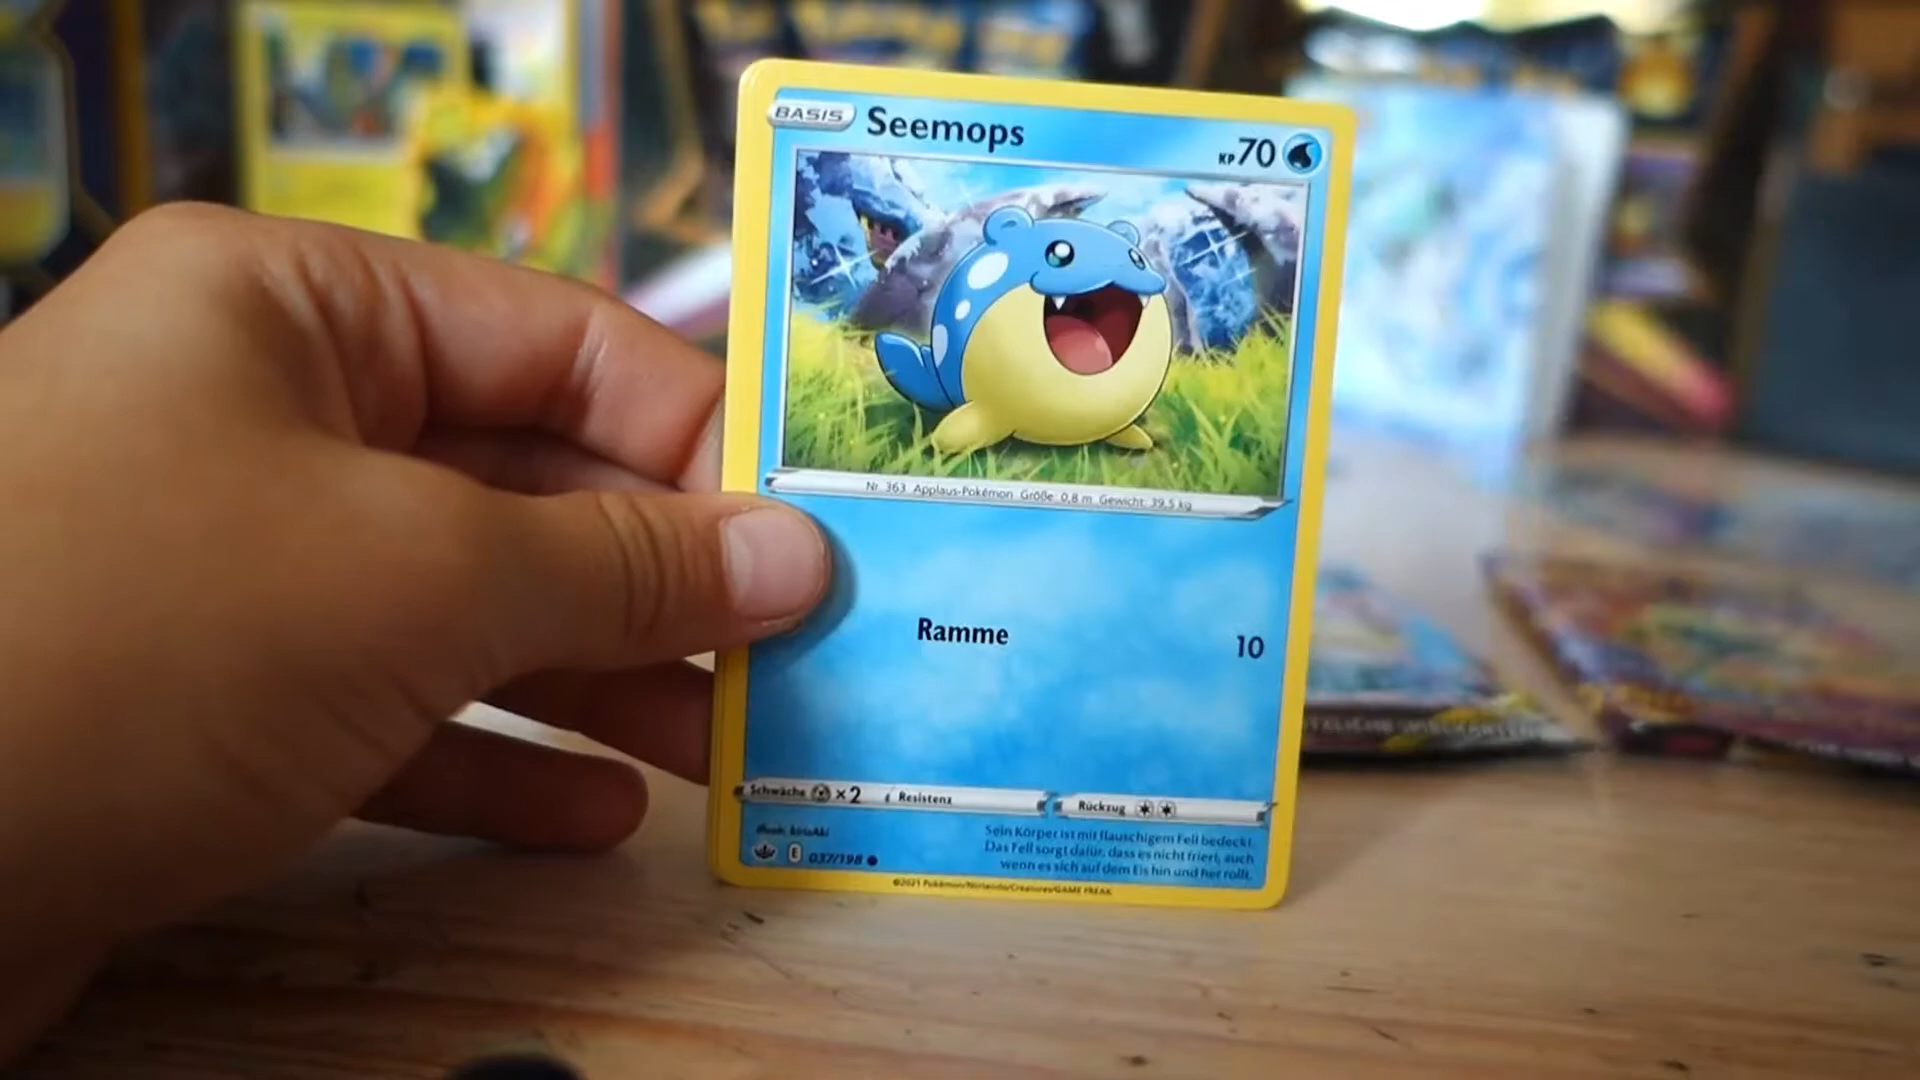 BASIS Seemops KP70
Nr. 363 Applaus-Pokémon Größe 0,8 m Gewicht: 39,5 kg
Ramme 10
Schwäche ×2 Resistenz Rückzug
Illus.
Sein Körper ist mit flauschigem Fell bedeckt.
Das Fell sorgt dafür, dass es nicht friert, auch
wenn es sich auf dem Eis hin und her rollt.
E 037/198
©2021 Pokémon/Nintendo/Creatures/GAME FREAK